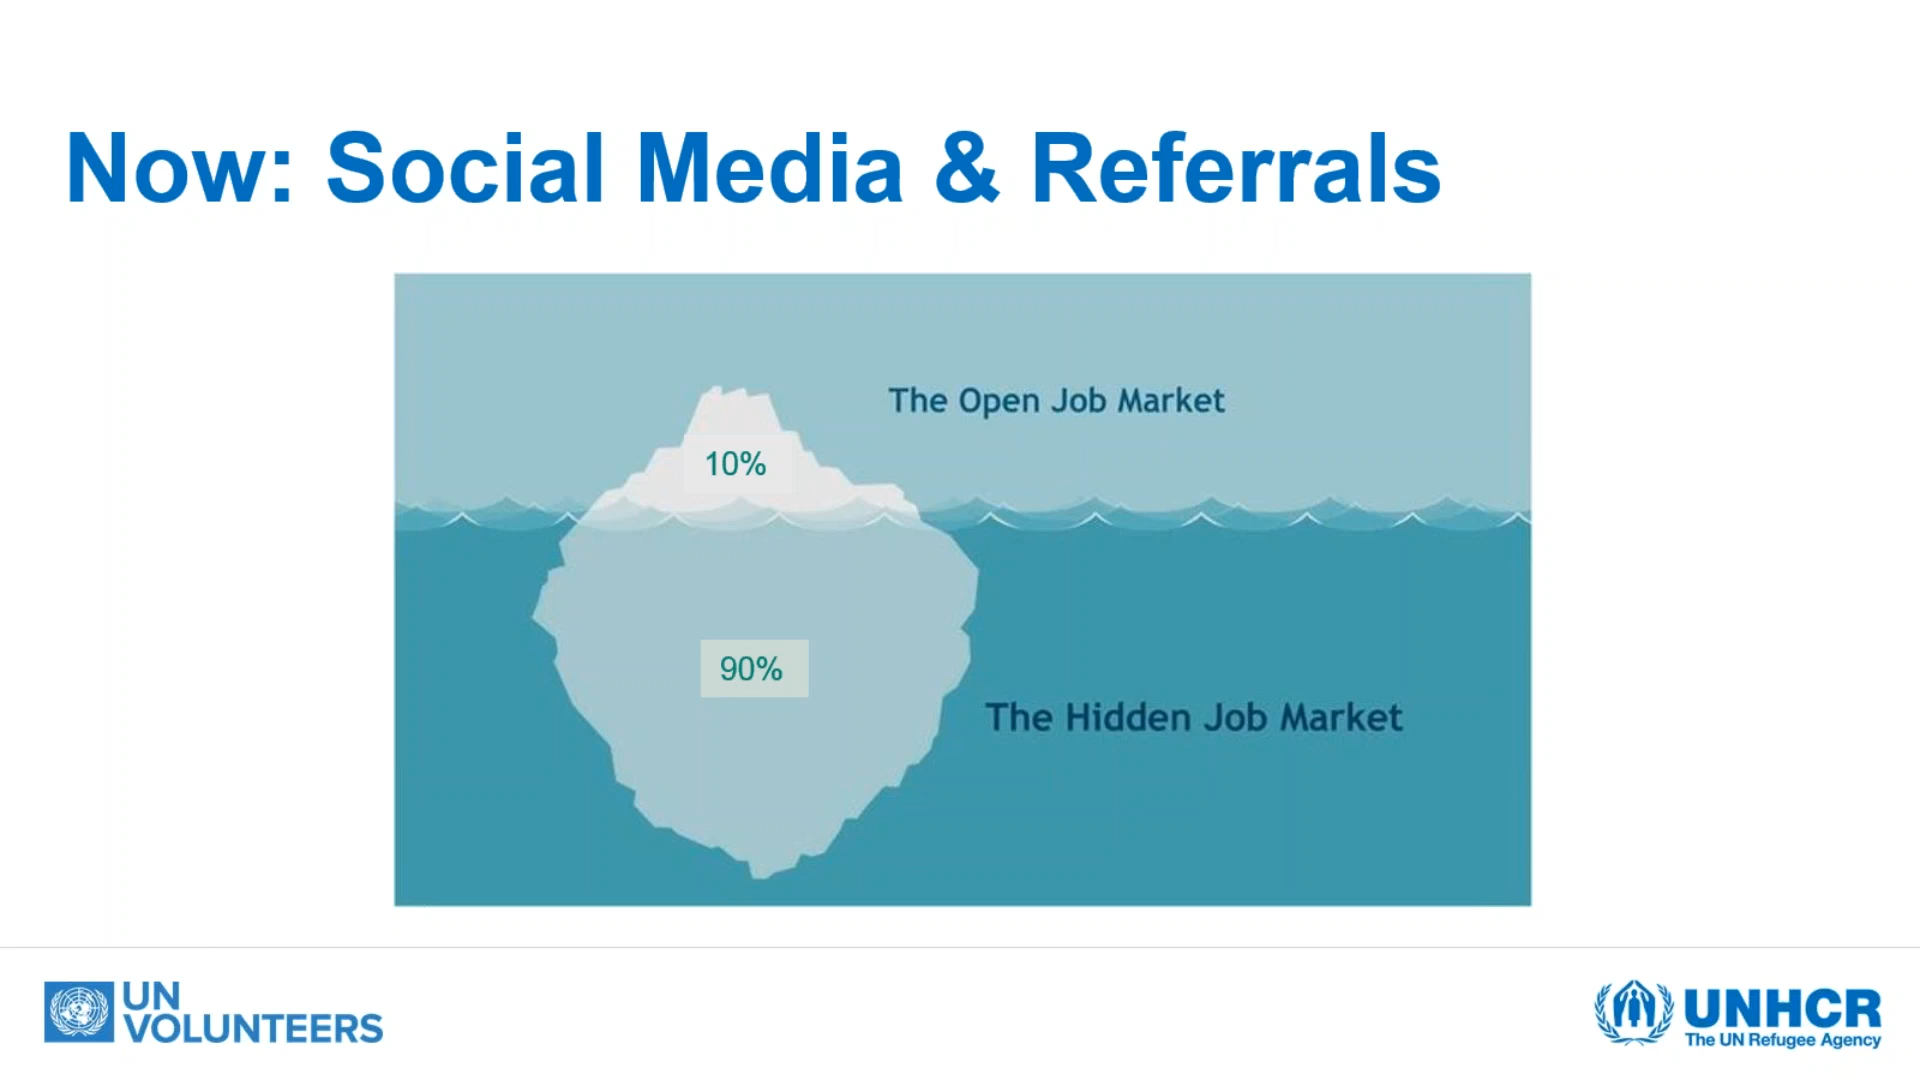 Now: Social Media & Referrals
The Open Job Market
10%
90%
The Hidden Job Market
UN
VOLUNTEERS
UNHCR
The UN Refugee Agency